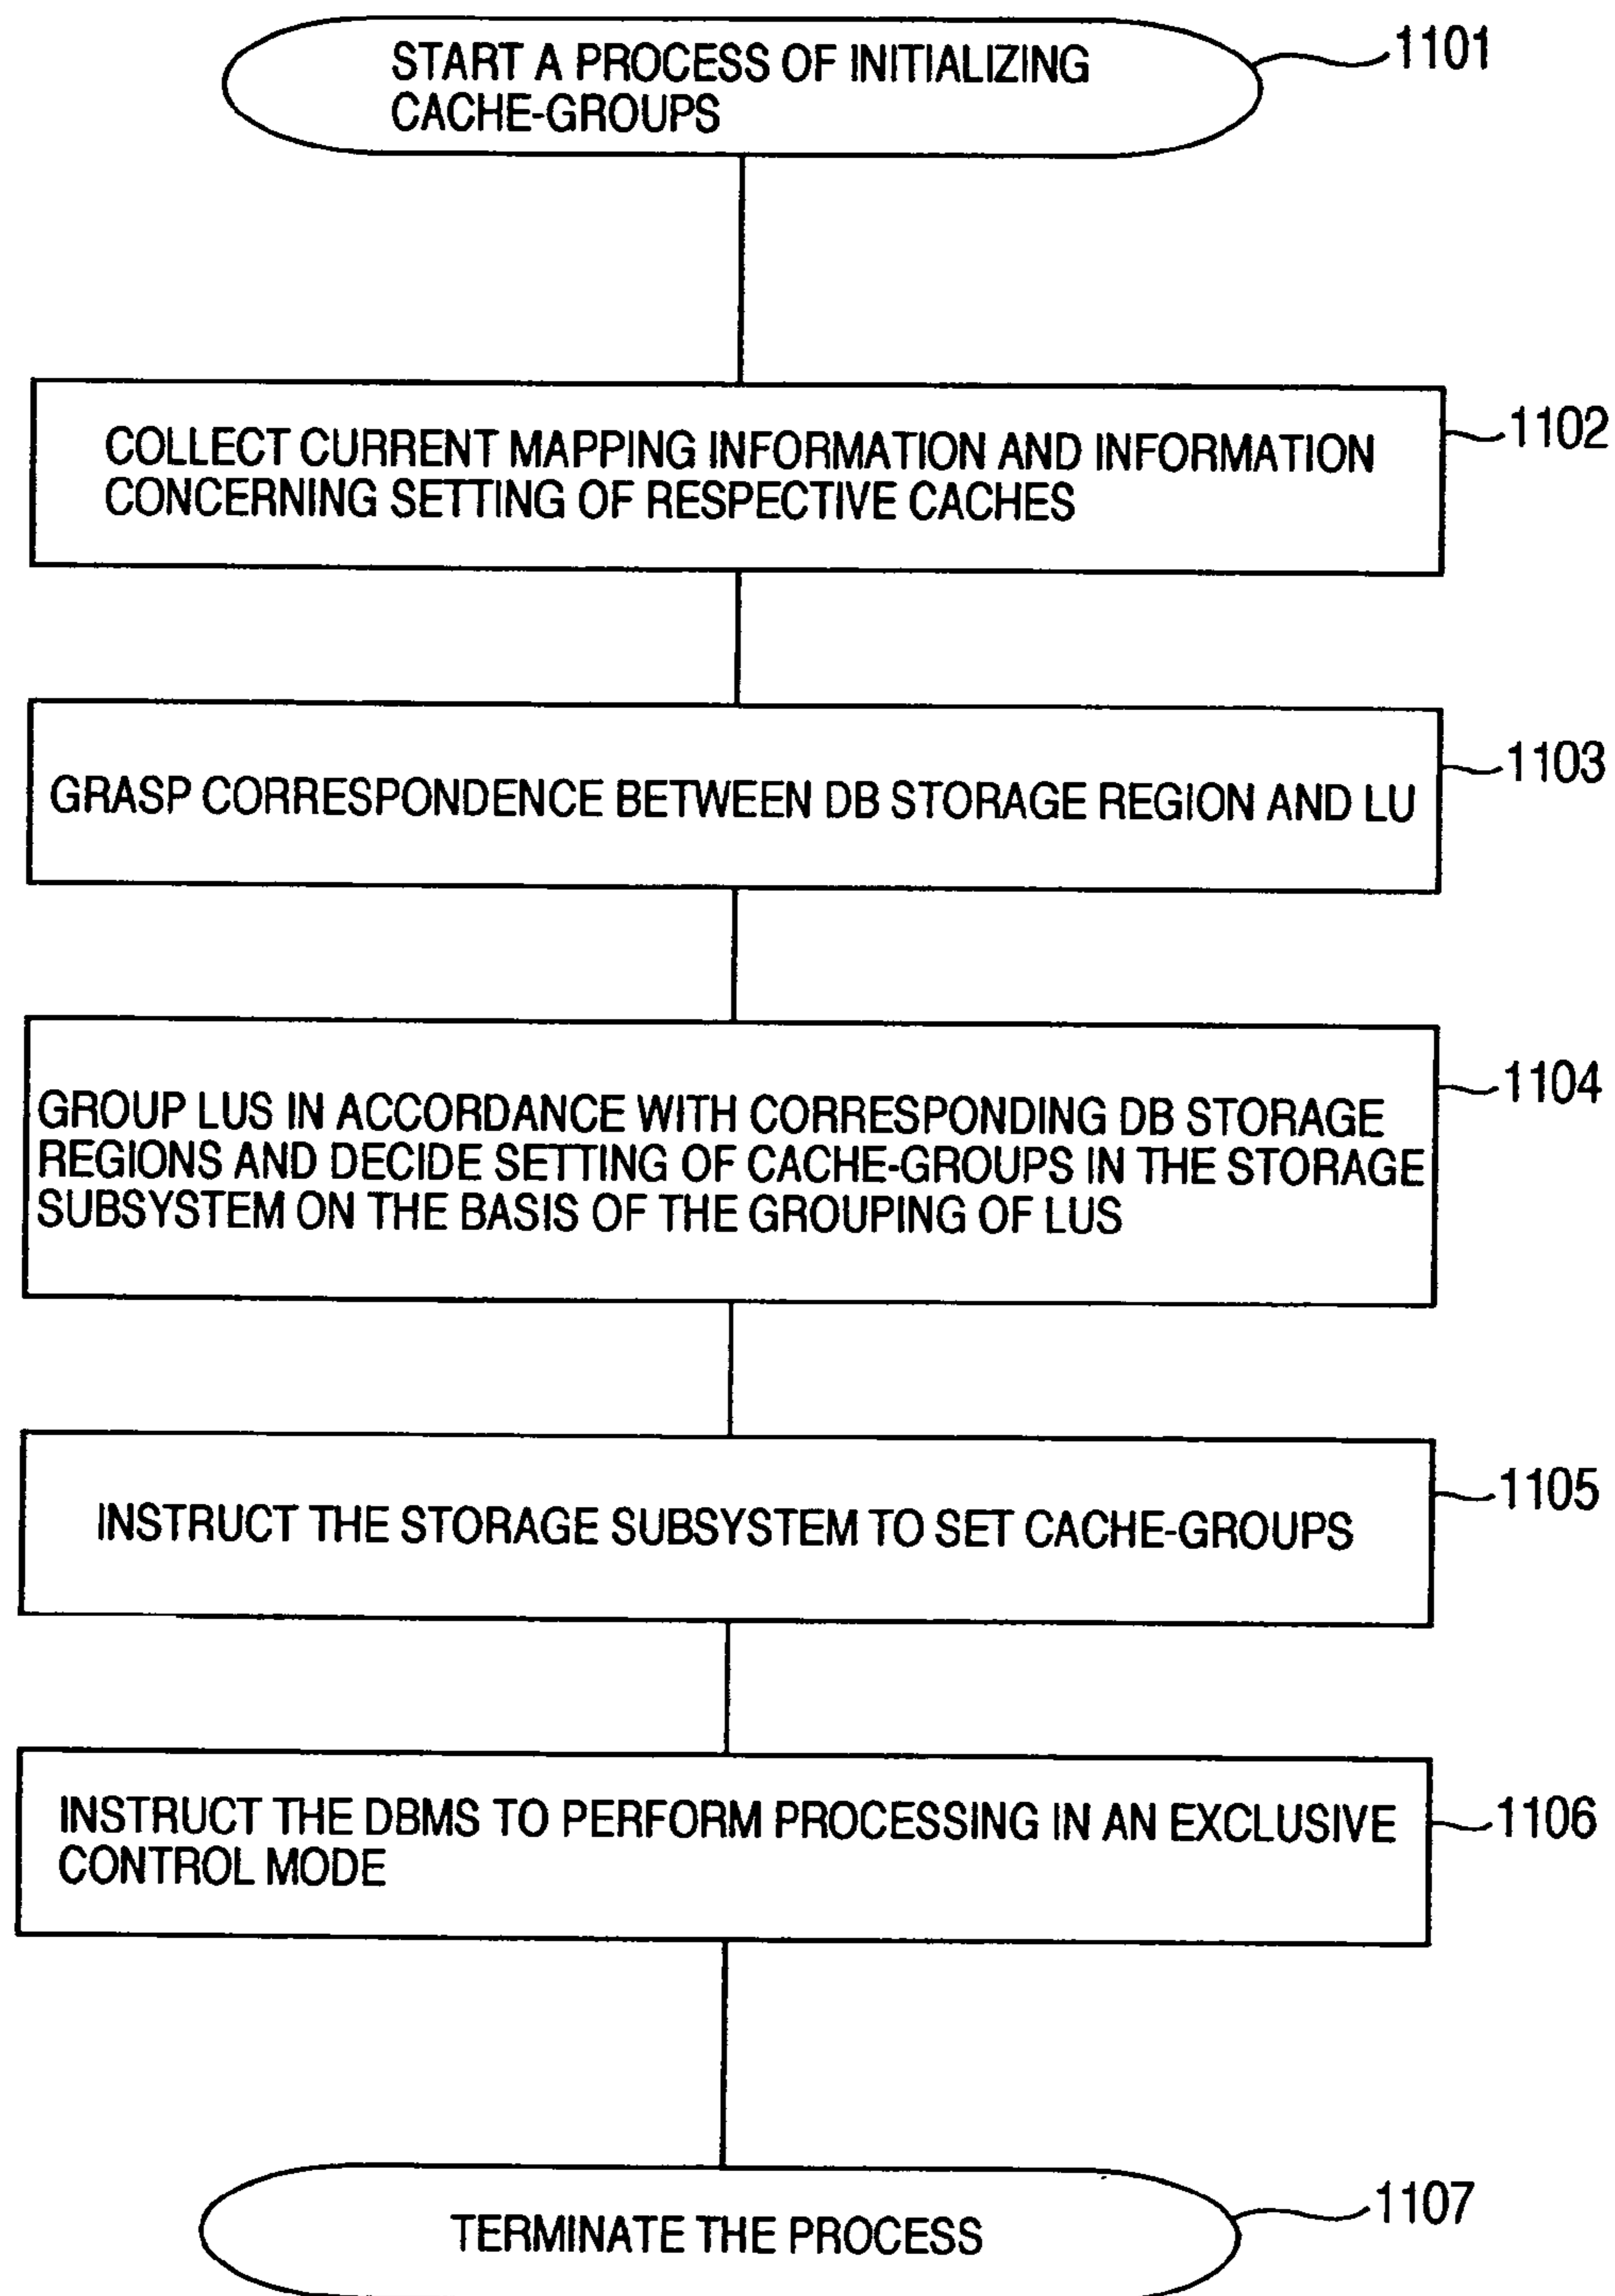 START A PROCESS OF INITIALIZING
CACHE-GROUPS
1101
COLLECT CURRENT MAPPING INFORMATION AND INFORMATION
CONCERNING SETTING OF RESPECTIVE CACHES
1102
GRASP CORRESPONDENCE BETWEEN DB STORAGE REGION AND LU
1103
GROUP LUS IN ACCORDANCE WITH CORRESPONDING DB STORAGE
REGIONS AND DECIDE SETTING OF CACHE-GROUPS IN THE STORAGE
SUBSYSTEM ON THE BASIS OF THE GROUPING OF LUS
1104
INSTRUCT THE STORAGE SUBSYSTEM TO SET CACHE-GROUPS
1105
INSTRUCT THE DBMS TO PERFORM PROCESSING IN AN EXCLUSIVE
CONTROL MODE
1106
TERMINATE THE PROCESS
1107